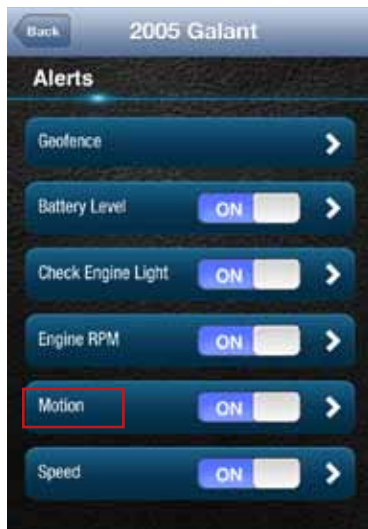 Back 2005 Galant
Alerts
Geofence
Battery Level ON
Check Engine Light ON
Engine RPM ON
Motion ON
Speed ON